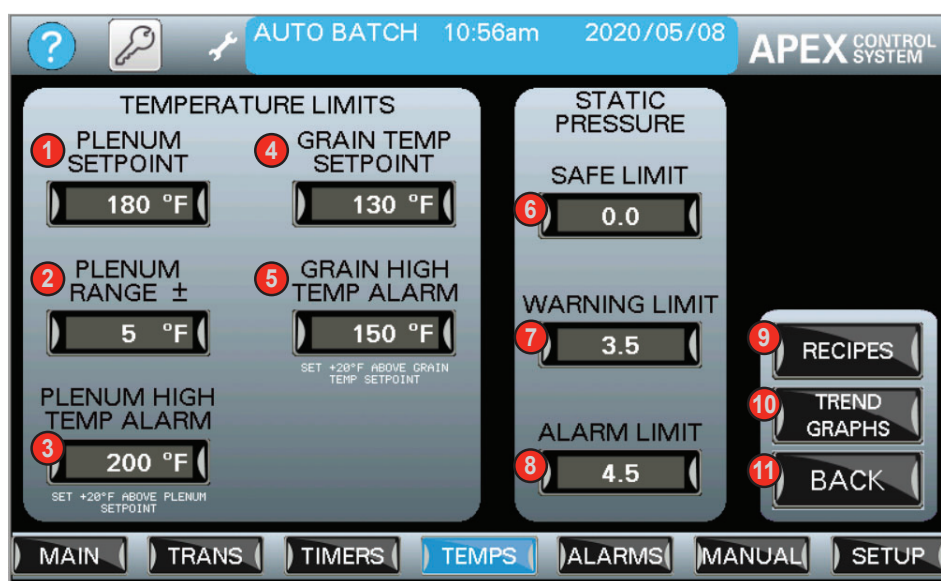 ?
AUTO BATCH 10:56am 2020/05/08
APEX CONTROL SYSTEM
TEMPERATURE LIMITS
1
PLENUM
SETPOINT
180 °F
2
PLENUM
RANGE ±
5 °F
3
PLENUM HIGH
TEMP ALARM
200 °F
SET +20°F ABOVE PLENUM
SETPOINT
4
GRAIN TEMP
SETPOINT
130 °F
5
GRAIN HIGH
TEMP ALARM
150 °F
SET +20°F ABOVE GRAIN
TEMP SETPOINT
STATIC
PRESSURE
SAFE LIMIT
6
0.0
WARNING LIMIT
7
3.5
ALARM LIMIT
8
4.5
9
RECIPES
10
TREND
GRAPHS
11
BACK
MAIN TRANS TIMERS TEMPS ALARMS MANUAL SETUP